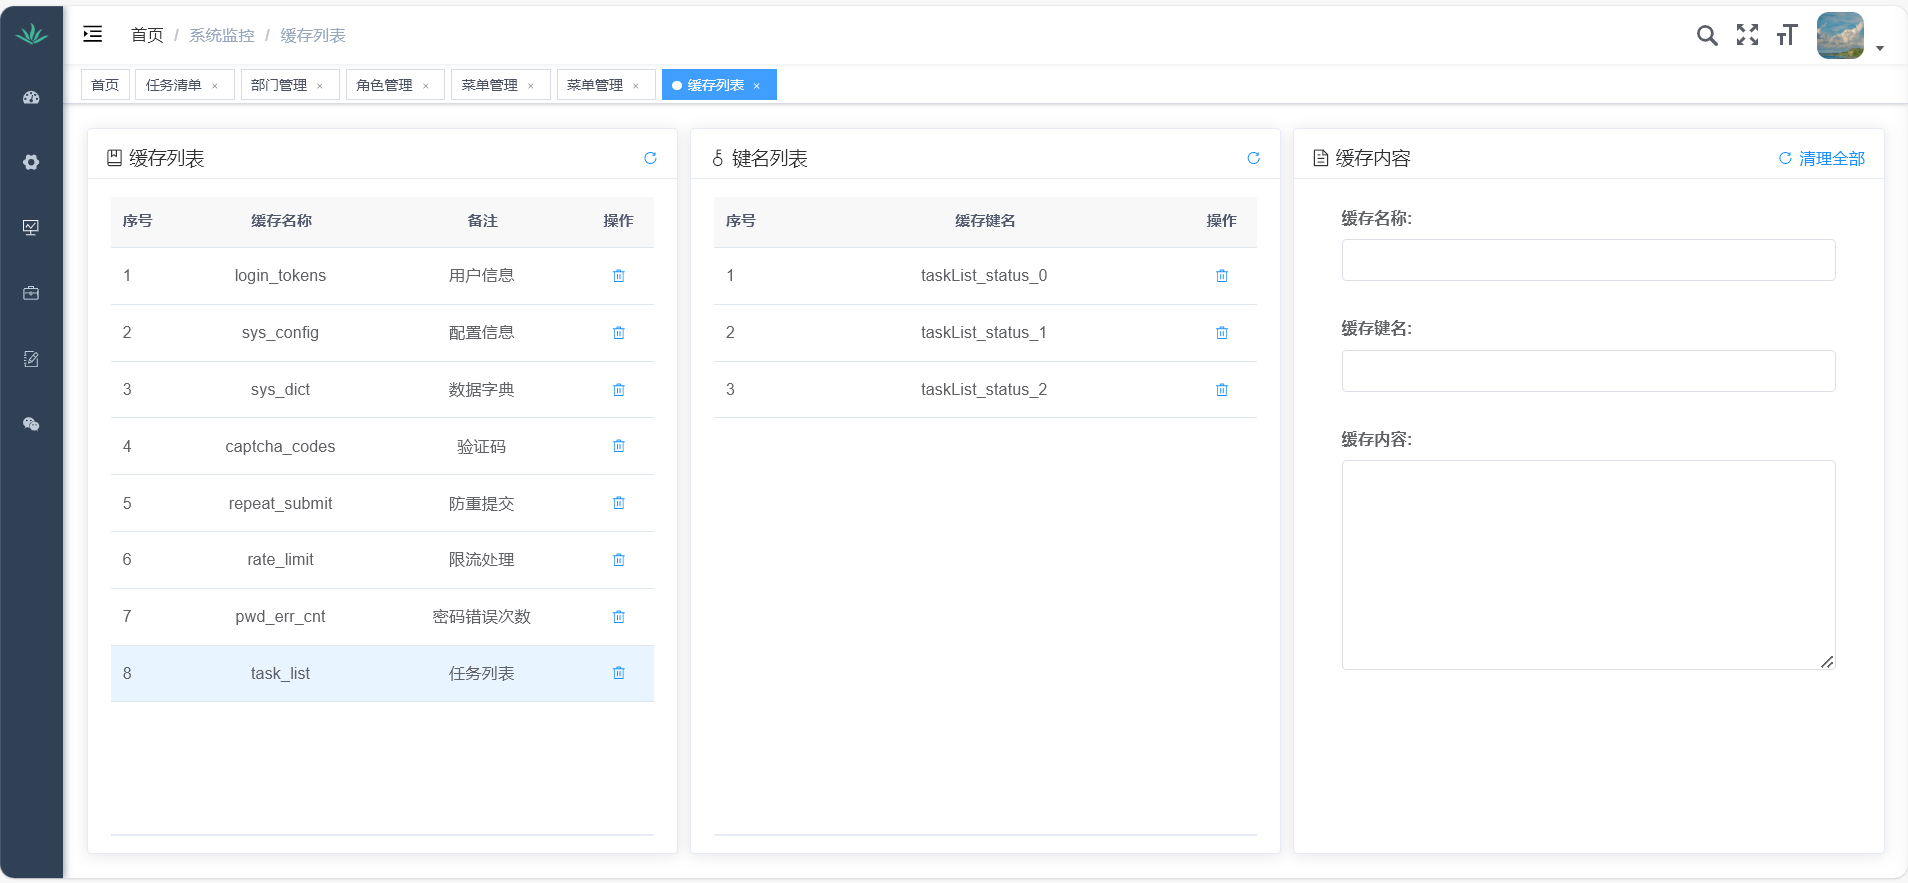 首页 / 系统监控 / 缓存列表
首页 任务清单 × 部门管理 × 角色管理 × 菜单管理 × 菜单管理 × 缓存列表 ×
缓存列表
序号 缓存名称 备注 操作
1 login_tokens 用户信息
2 sys_config 配置信息
3 sys_dict 数据字典
4 captcha_codes 验证码
5 repeat_submit 防重提交
6 rate_limit 限流处理
7 pwd_err_cnt 密码错误次数
8 task_list 任务列表
键名列表
序号 缓存键名 操作
1 taskList_status_0
2 taskList_status_1
3 taskList_status_2
缓存内容 清理全部
缓存名称:
缓存键名:
缓存内容: